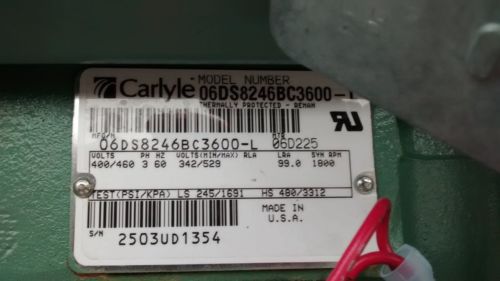 Carlyle MODEL NUMBER
06DS8246BC3600-
THERMALLY PROTECTED - REMAN
MFG/N MTR
06DS8246BC3600-L 06D225
VOLTS PH HZ VOLTS(MIN/MAX) RLA LRA SYN RPM
400/460 3 60 342/529 99.0 1800
TEST(PSI/KPA) LS 245/1691 HS 480/3312
MADE IN
U.S.A.
S/N 2503UD1354